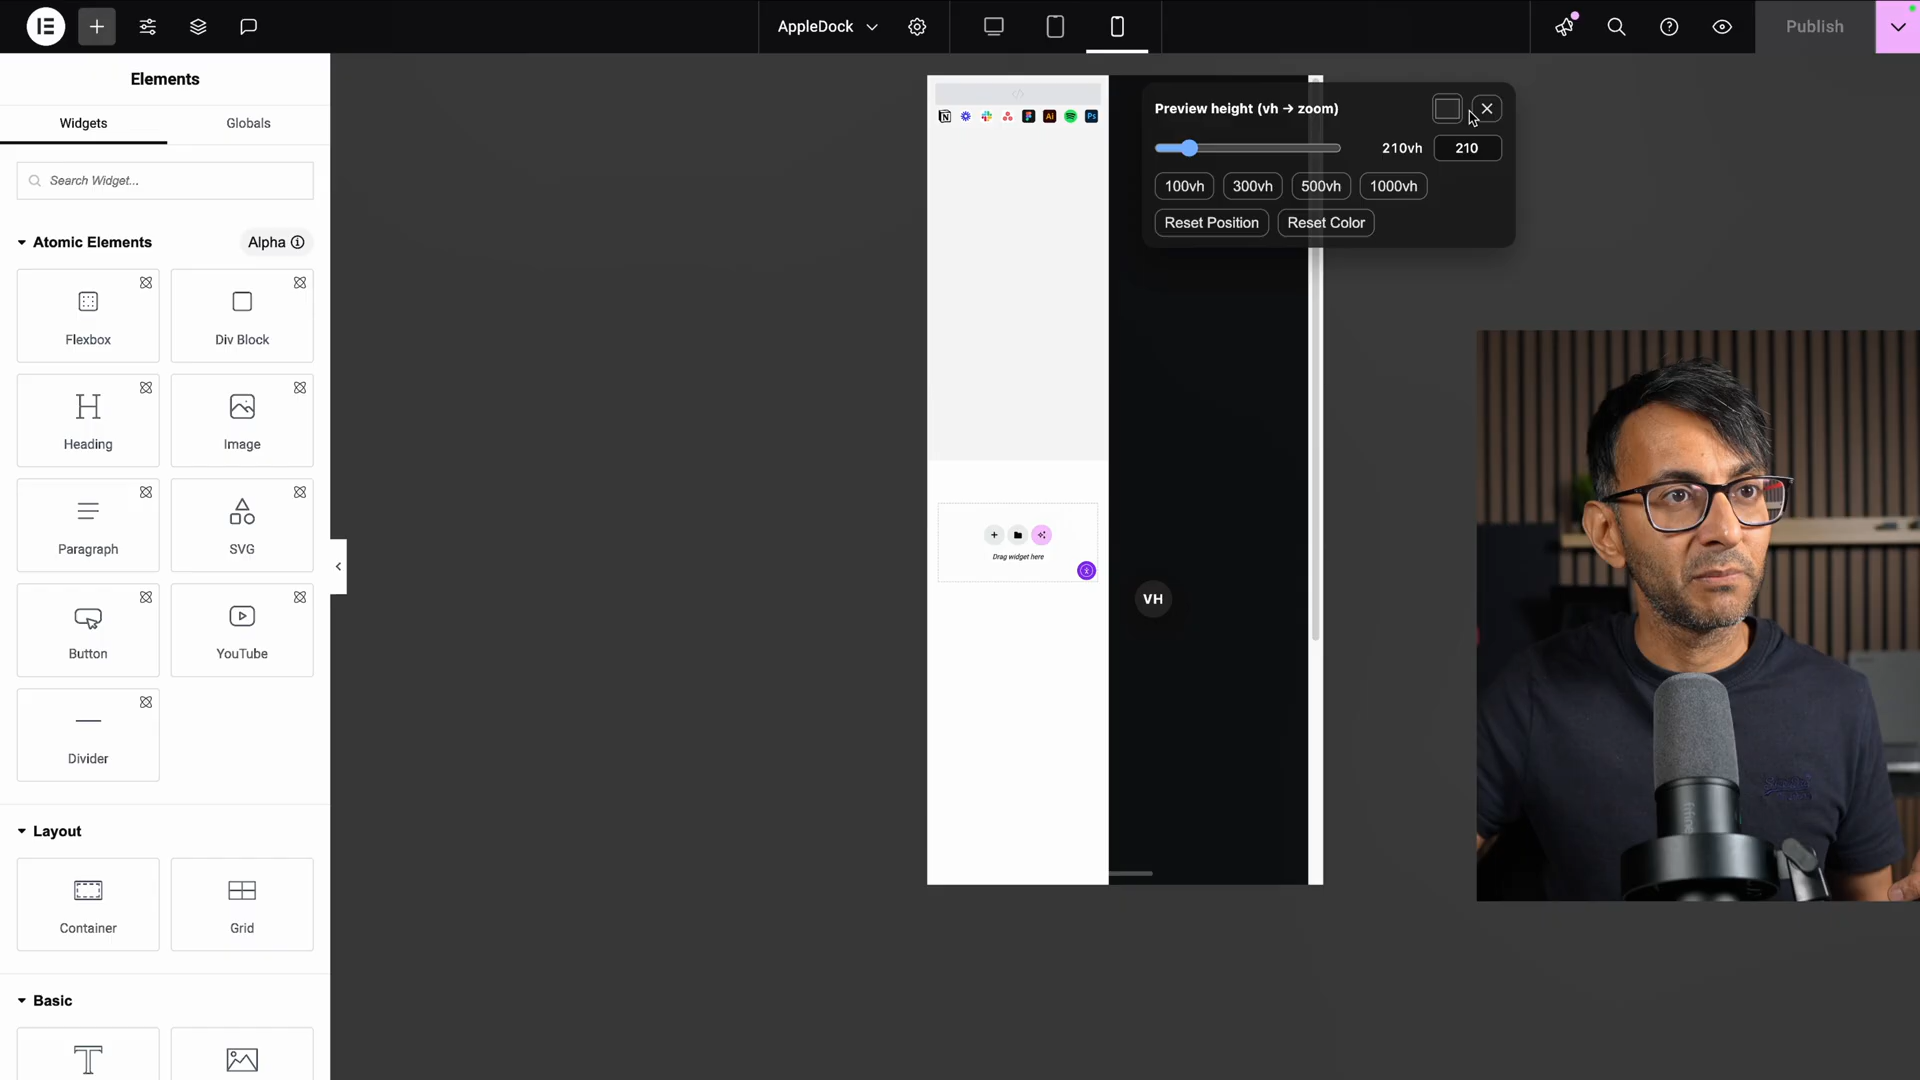 AppleDock
Publish
Elements
Widgets
Globals
Search Widget...
Atomic Elements
Alpha
Flexbox
Div Block
Heading
Image
Paragraph
SVG
Button
YouTube
Divider
Layout
Container
Grid
Basic
Ai
Ps
Drag widget here
Preview height (vh → zoom)
210vh
210
100vh
300vh
500vh
1000vh
Reset Position
Reset Color
VH